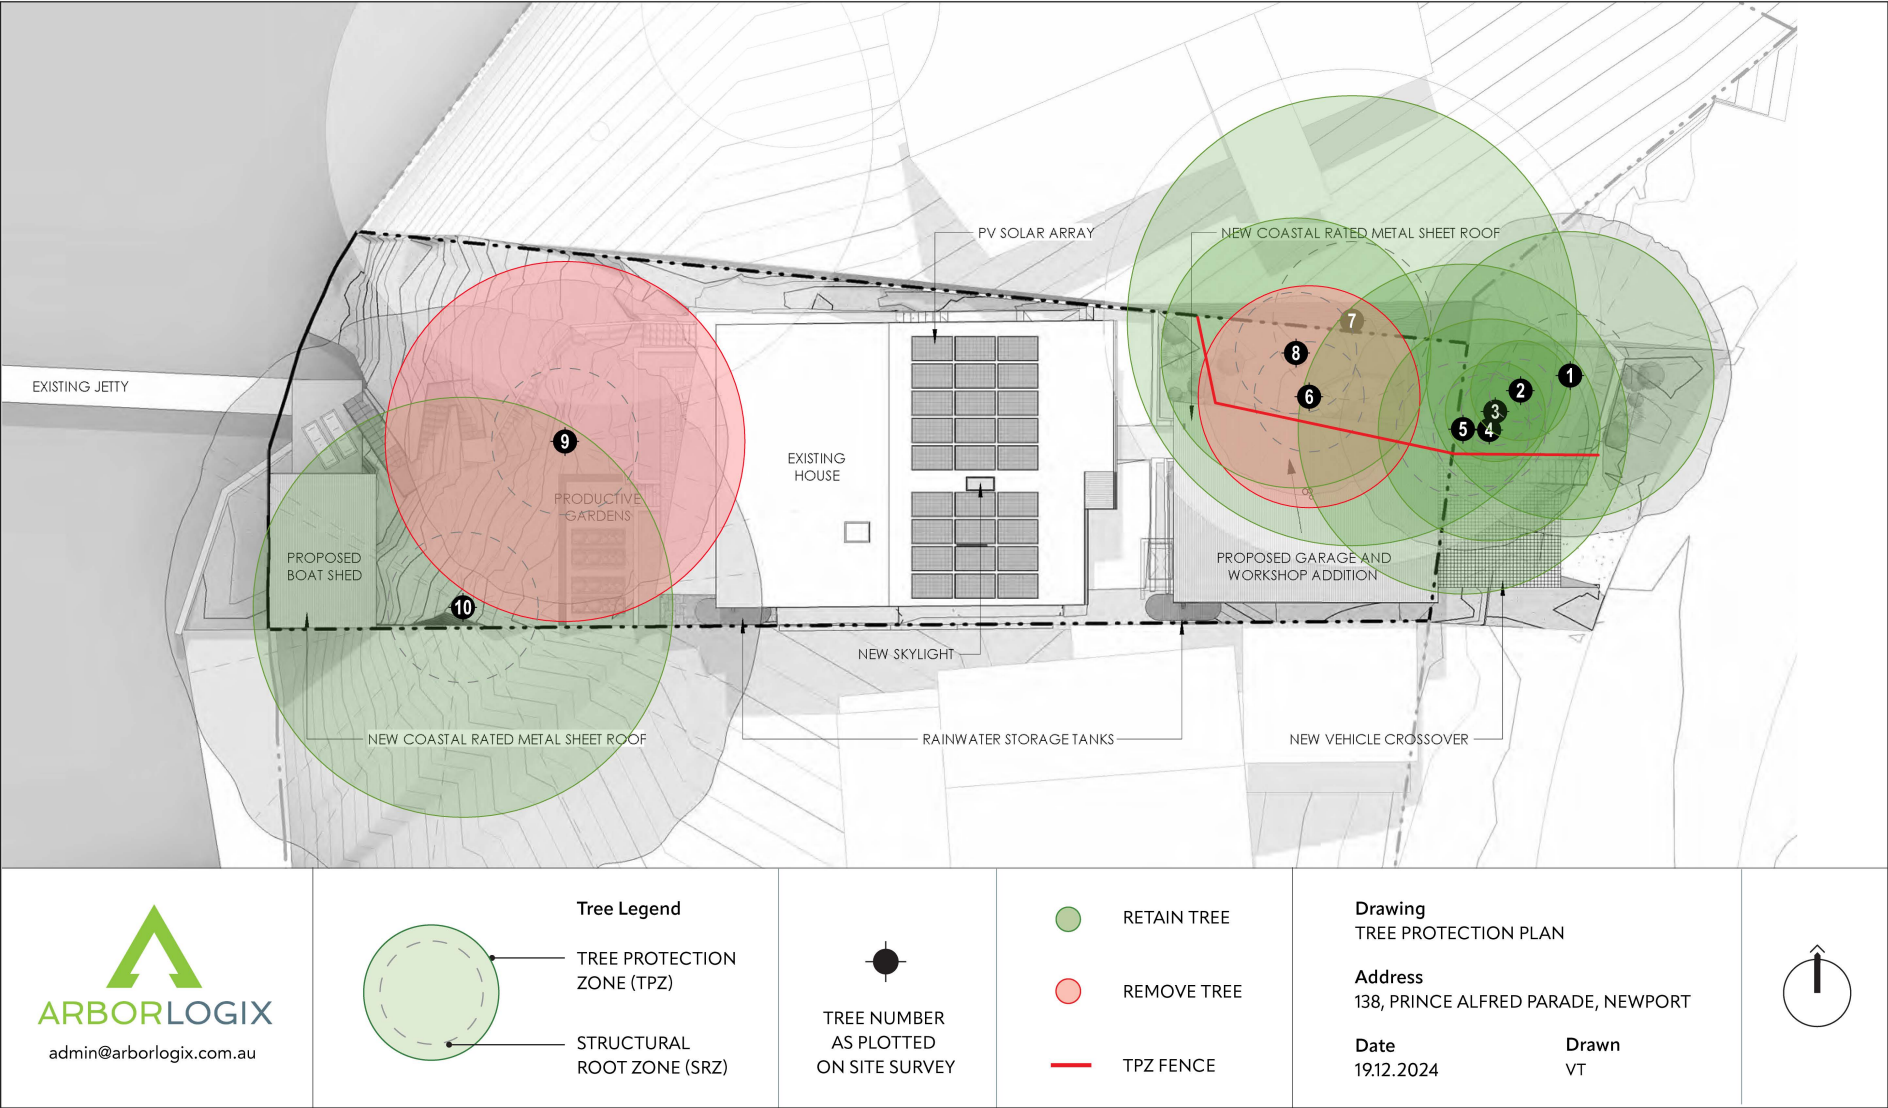 PV SOLAR ARRAY
NEW COASTAL RATED METAL SHEET ROOF
7
8
6
1
2
3
4
5
EXISTING JETTY
9
EXISTING
HOUSE
PRODUCTIVE
GARDENS
PROPOSED
BOAT SHED
10
PROPOSED GARAGE AND
WORKSHOP ADDITION
NEW SKYLIGHT
NEW COASTAL RATED METAL SHEET ROOF
RAINWATER STORAGE TANKS
NEW VEHICLE CROSSOVER
ARBORLOGIX
admin@arborlogix.com.au
Tree Legend
TREE PROTECTION
ZONE (TPZ)
STRUCTURAL
ROOT ZONE (SRZ)
TREE NUMBER
AS PLOTTED
ON SITE SURVEY
RETAIN TREE
REMOVE TREE
TPZ FENCE
Drawing
TREE PROTECTION PLAN
Address
138, PRINCE ALFRED PARADE, NEWPORT
Date
19.12.2024
Drawn
VT